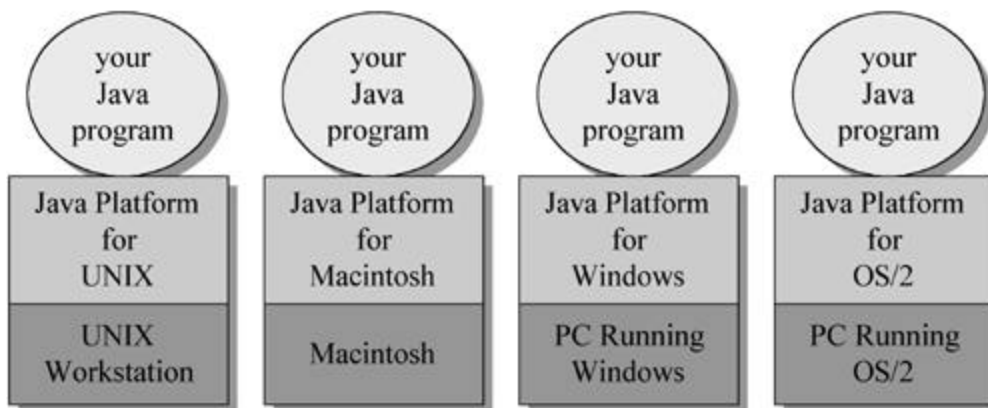 your
Java
program
your
Java
program
your
Java
program
your
Java
program
Java Platform
for
UNIX
Java Platform
for
Macintosh
Java Platform
for
Windows
Java Platform
for
OS/2
UNIX
Workstation
Macintosh
PC Running
Windows
PC Running
OS/2